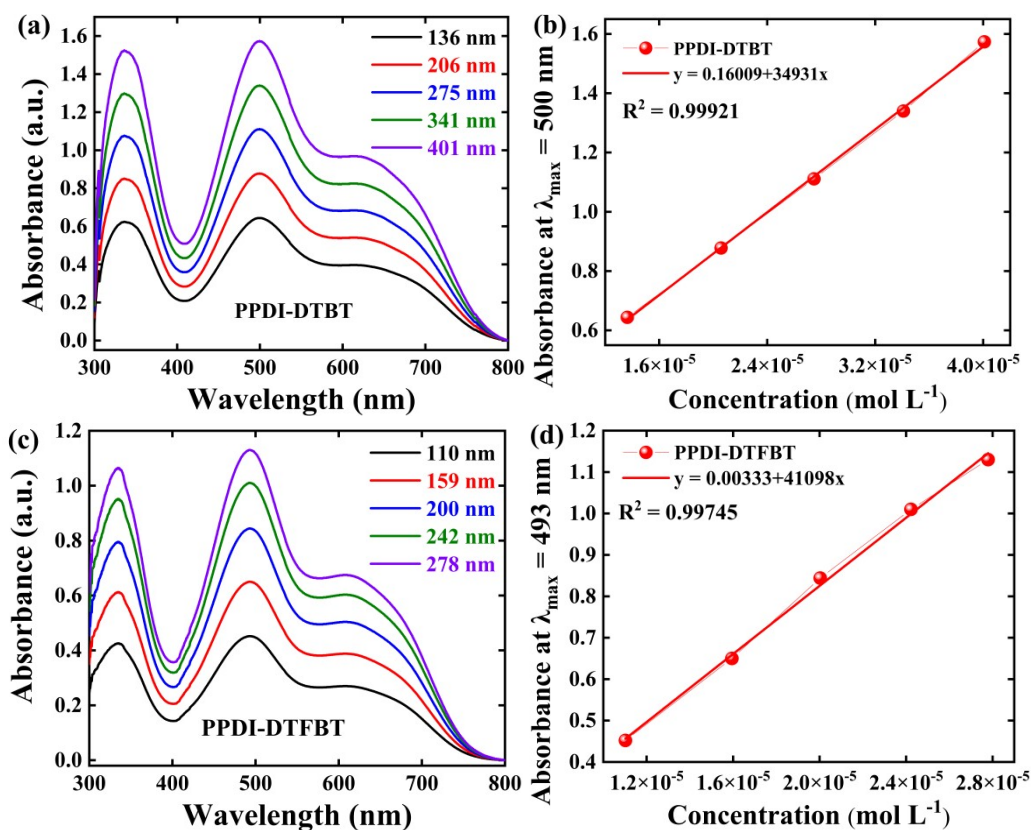 (a)
136 nm
206 nm
275 nm
341 nm
401 nm
PPDI-DTBT
Absorbance (a.u.)
1.6
1.4
1.2
1.0
0.8
0.6
0.4
0.2
0.0
300 400 500 600 700 800
Wavelength (nm)
(b)
PPDI-DTBT
y = 0.16009+34931x
R² = 0.99921
Absorbance at λmax = 500 nm
1.6
1.4
1.2
1.0
0.8
0.6
1.6×10⁻⁵ 2.4×10⁻⁵ 3.2×10⁻⁵ 4.0×10⁻⁵
Concentration (mol L⁻¹)
(c)
110 nm
159 nm
200 nm
242 nm
278 nm
PPDI-DTFBT
Absorbance (a.u.)
1.2
1.0
0.8
0.6
0.4
0.2
0.0
300 400 500 600 700 800
Wavelength (nm)
(d)
PPDI-DTFBT
y = 0.00333+41098x
R² = 0.99745
Absorbance at λmax = 493 nm
1.2
1.1
1.0
0.9
0.8
0.7
0.6
0.5
0.4
1.2×10⁻⁵ 1.6×10⁻⁵ 2.0×10⁻⁵ 2.4×10⁻⁵ 2.8×10⁻⁵
Concentration (mol L⁻¹)